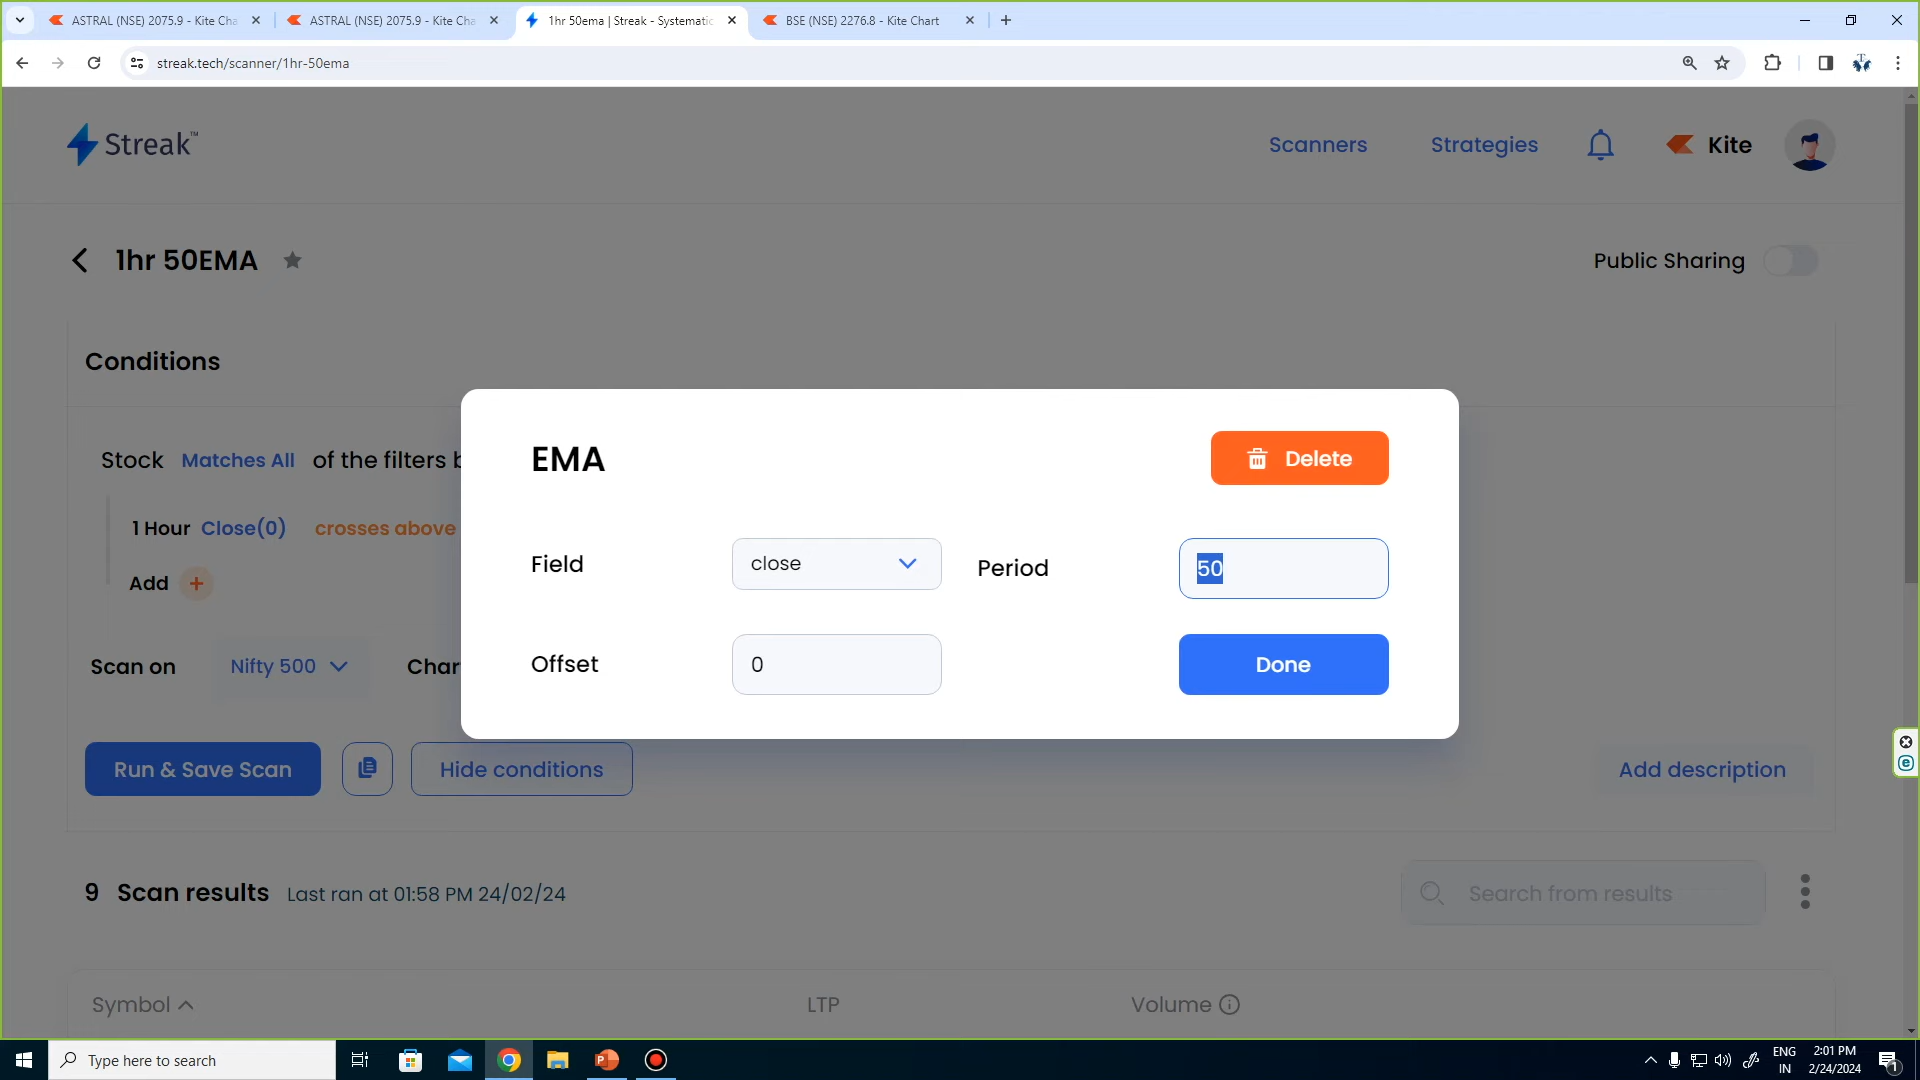 ASTRAL (NSE) 2075.9 - Kite Cha
ASTRAL (NSE) 2075.9 - Kite Cha
1hr 50ema | Streak - Systematic
BSE (NSE) 2276.8 - Kite Chart
streak.tech/scanner/1hr-50ema
Streak™
Scanners
Strategies
Kite
1hr 50EMA
Public Sharing
Conditions
Stock Matches All of the filters b
1 Hour Close(0) crosses above
Add +
Scan on Nifty 500 Char
EMA
Delete
Field close Period 50
Offset 0
Done
Run & Save Scan
Hide conditions
Add description
9 Scan results Last ran at 01:58 PM 24/02/24
Search from results
Symbol LTP Volume
Type here to search
ENG
IN
2:01 PM
2/24/2024
1